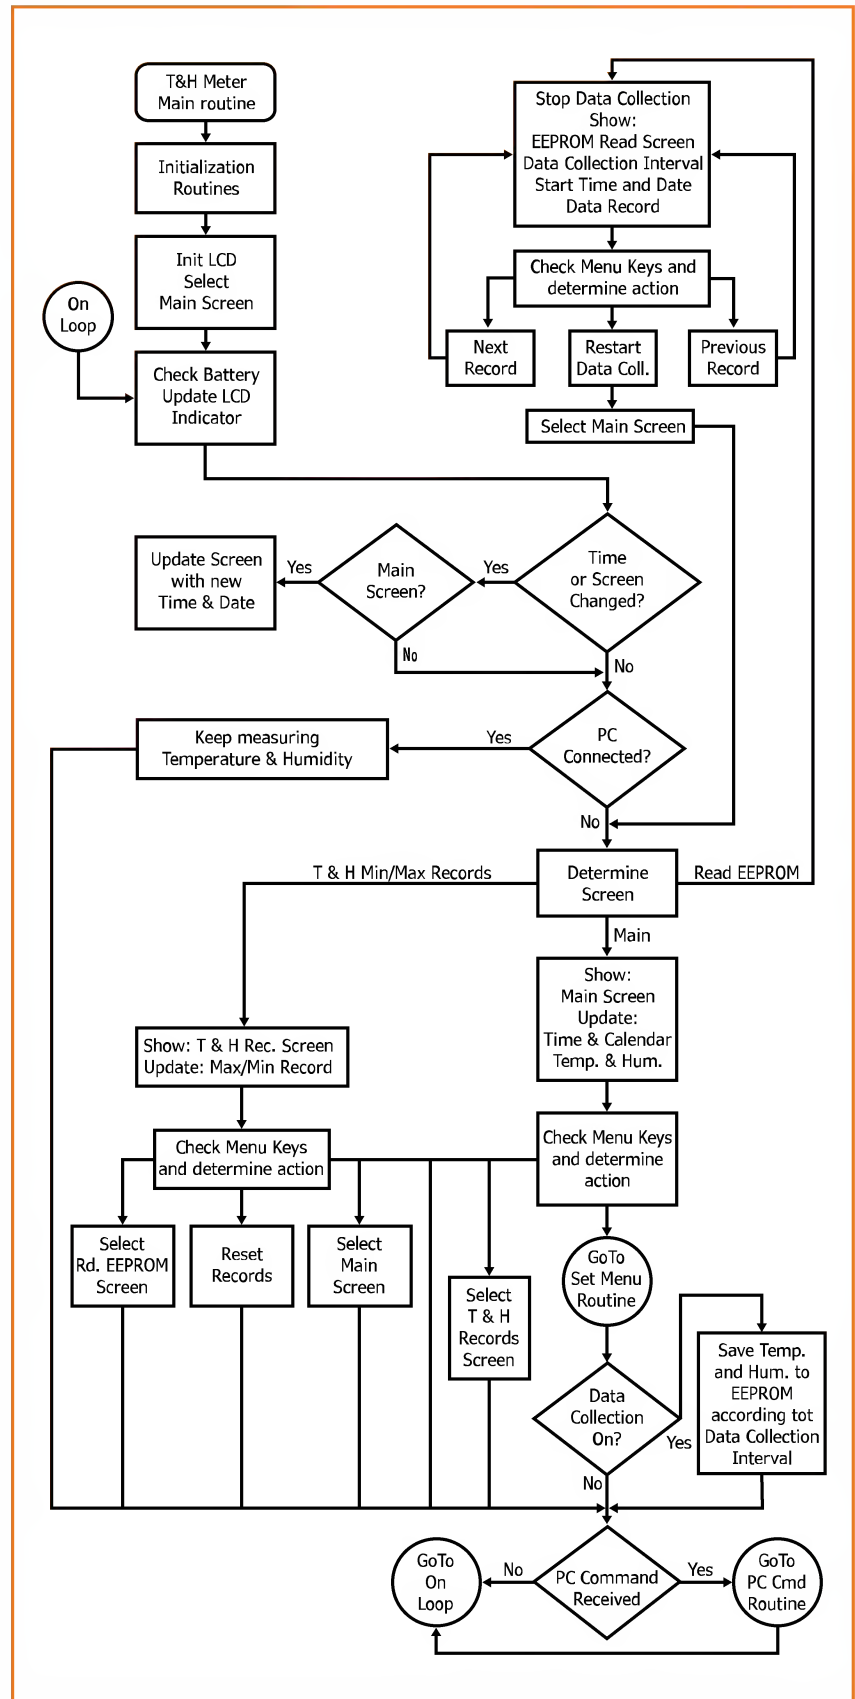 T&H Meter
Main routine
Initialization
Routines
Init LCD
Select
Main Screen
On
Loop
Check Battery
Update LCD
Indicator
Stop Data Collection
Show:
EEPROM Read Screen
Data Collection Interval
Start Time and Date
Data Record
Check Menu Keys and
determine action
Next
Record
Restart
Data Coll.
Previous
Record
Select Main Screen
Time
or Screen
Changed?
Yes
Main
Screen?
Yes
Update Screen
with new
Time & Date
No
No
PC
Connected?
Yes
Keep measuring
Temperature & Humidity
No
Determine
Screen
T & H Min/Max Records
Read EEPROM
Main
Show:
Main Screen
Update:
Time & Calendar
Temp. & Hum.
Show: T & H Rec. Screen
Update: Max/Min Record
Check Menu Keys
and determine action
Check Menu Keys
and determine
action
Select
Rd. EEPROM
Screen
Reset
Records
Select
Main
Screen
Select
T & H
Records
Screen
GoTo
Set Menu
Routine
Data
Collection
On?
Yes
Save Temp.
and Hum. to
EEPROM
according tot
Data Collection
Interval
No
PC Command
Received
No
GoTo
On
Loop
Yes
GoTo
PC Cmd
Routine